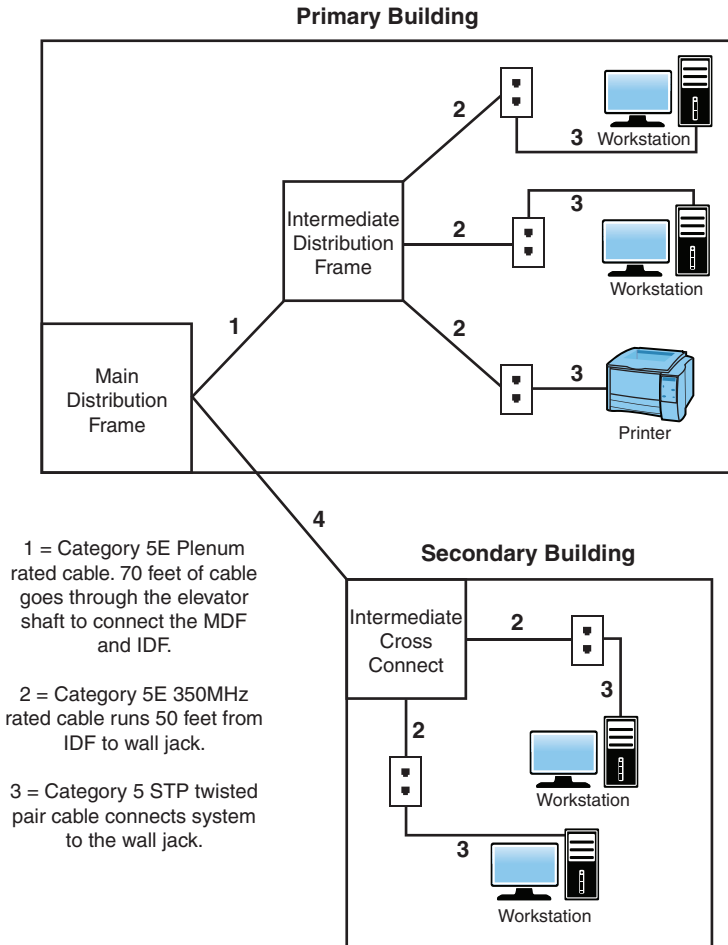 Primary Building
2
3
Workstation
Intermediate
Distribution
Frame
2
3
Workstation
1
2
3
Printer
Main
Distribution
Frame
4
1 = Category 5E Plenum
rated cable. 70 feet of cable
goes through the elevator
shaft to connect the MDF
and IDF.
2 = Category 5E 350MHz
rated cable runs 50 feet from
IDF to wall jack.
3 = Category 5 STP twisted
pair cable connects system
to the wall jack.
Secondary Building
Intermediate
Cross
Connect
2
3
Workstation
2
3
Workstation